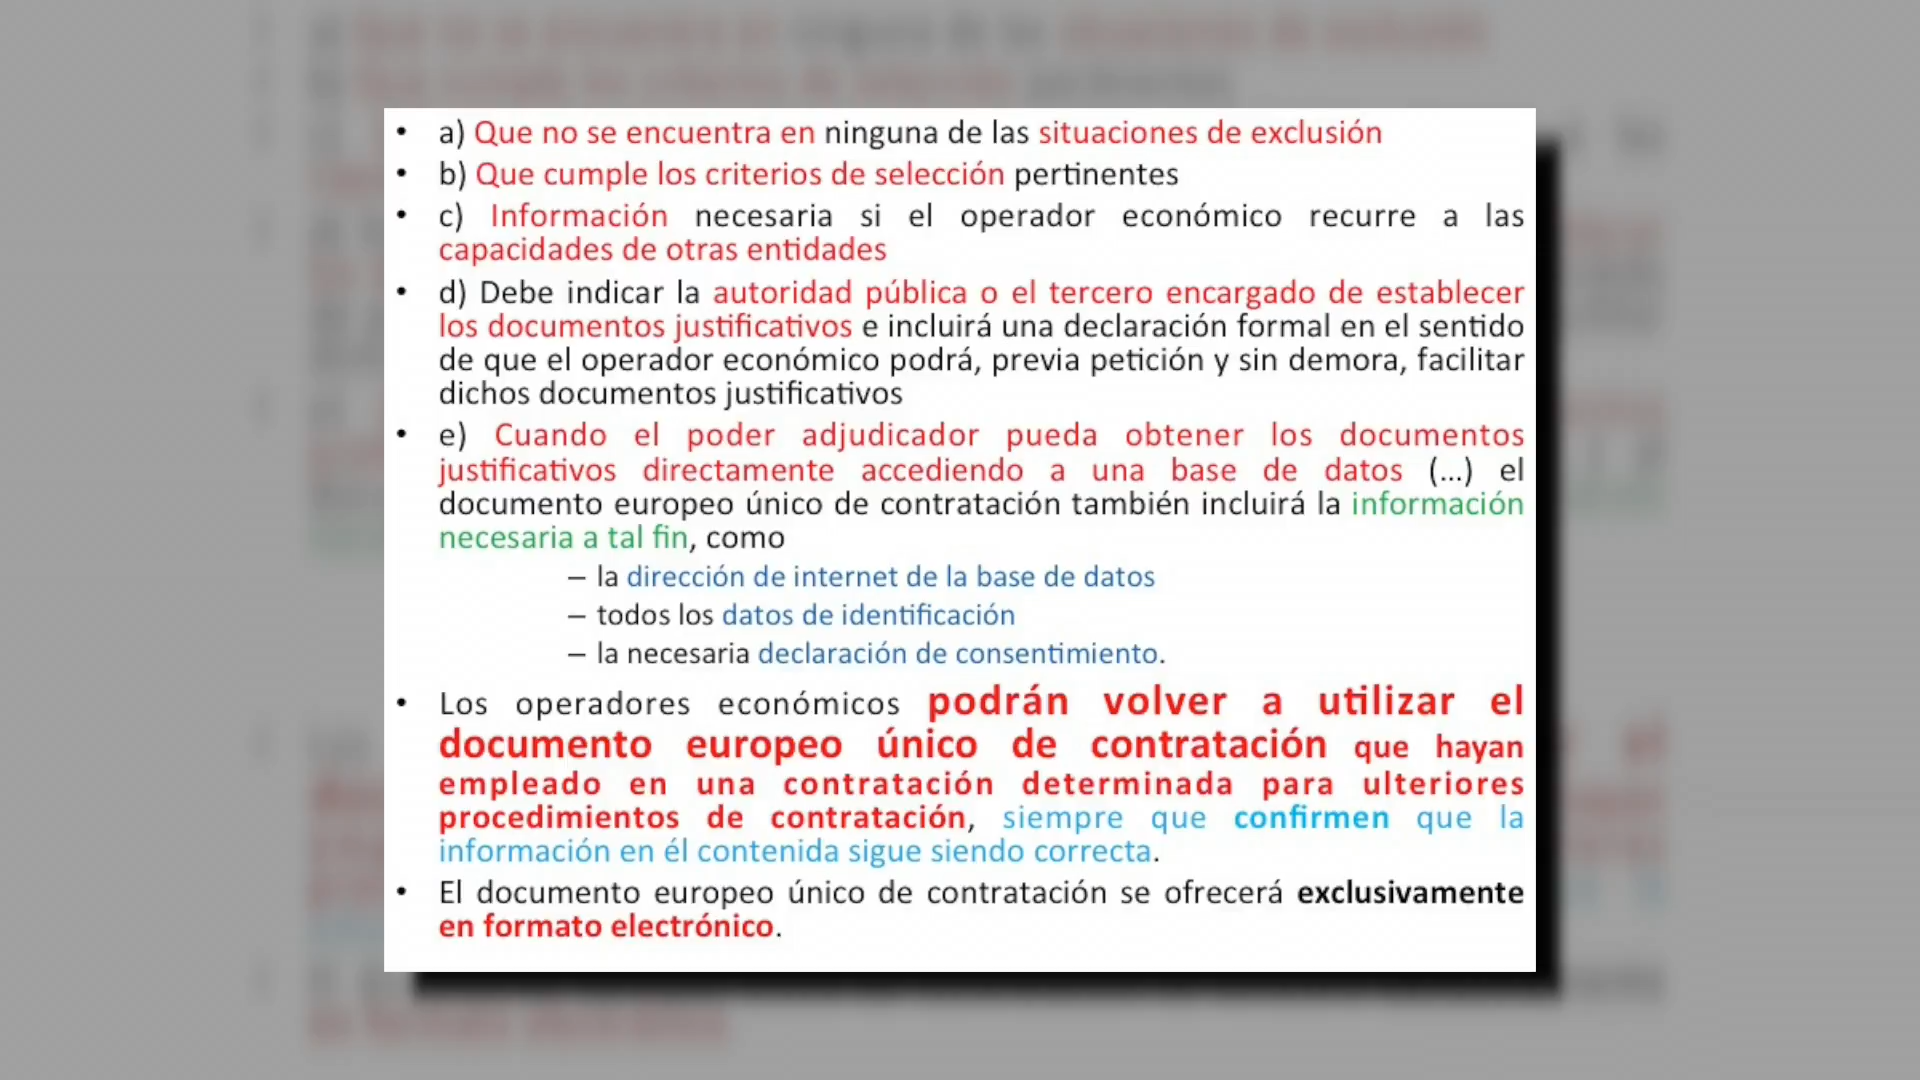 • a) Que no se encuentra en ninguna de las situaciones de exclusión
• b) Que cumple los criterios de selección pertinentes
• c) Información necesaria si el operador económico recurre a las
capacidades de otras entidades
• d) Debe indicar la autoridad pública o el tercero encargado de establecer
los documentos justificativos e incluirá una declaración formal en el sentido
de que el operador económico podrá, previa petición y sin demora, facilitar
dichos documentos justificativos
• e) Cuando el poder adjudicador pueda obtener los documentos
justificativos directamente accediendo a una base de datos (...) el
documento europeo único de contratación también incluirá la información
necesaria a tal fin, como
– la dirección de internet de la base de datos
– todos los datos de identificación
– la necesaria declaración de consentimiento.
• Los operadores económicos podrán volver a utilizar el
documento europeo único de contratación que hayan
empleado en una contratación determinada para ulteriores
procedimientos de contratación, siempre que confirmen que la
información en él contenida sigue siendo correcta.
• El documento europeo único de contratación se ofrecerá exclusivamente
en formato electrónico.